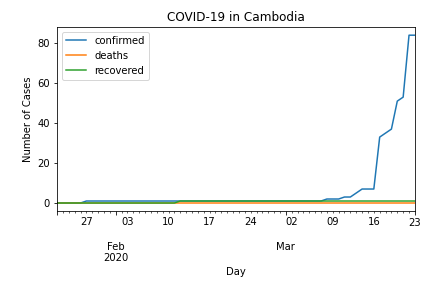 COVID-19 in Cambodia
confirmed
deaths
recovered
Number of Cases
80
60
40
20
0
27 03 10 17 24 02 09 16 23
Feb Mar
2020
Day